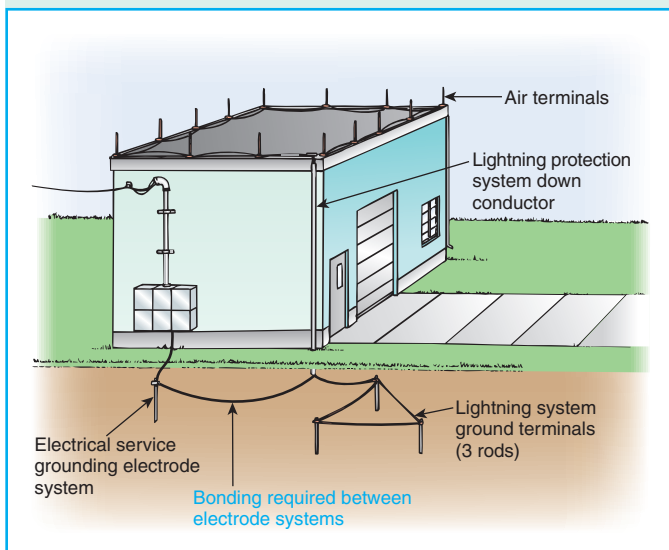 Air terminals
Lightning protection
system down
conductor
Lightning system
ground terminals
(3 rods)
Electrical service
grounding electrode
system
Bonding required between
electrode systems